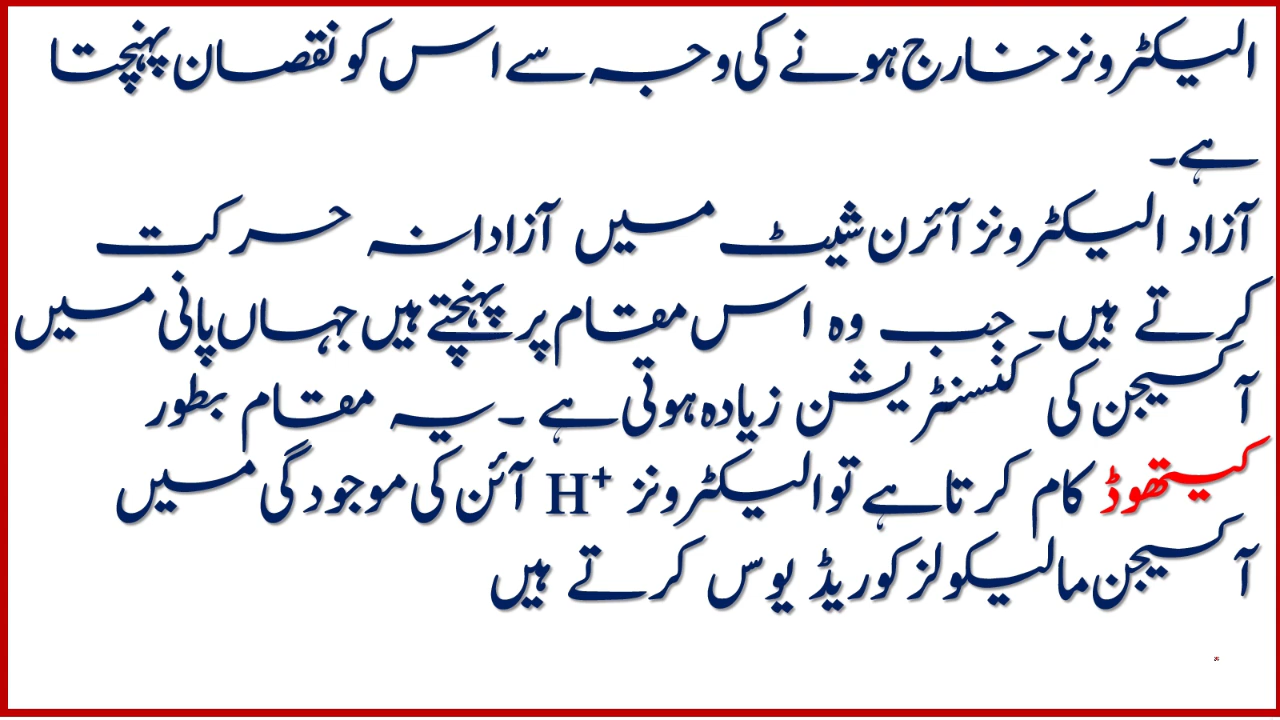 الیکٹرونز خارج ہونے کی وجہ سے اس کو نقصان پہنچتا
ہے۔
آزاد الیکٹرونز آئرن شیٹ میں آزادانہ حرکت
کرتے ہیں۔ جب وہ اس مقام پر پہنچتے ہیں جہاں پانی میں
آکسیجن کی کنسنٹریشن زیادہ ہوتی ہے ۔یہ مقام بطور
کیتھوڈ کام کرتا ہے تو الیکٹرونز H⁺ آئن کی موجودگی میں
آکسیجن مالیکولز کو ریڈیوس کرتے ہیں